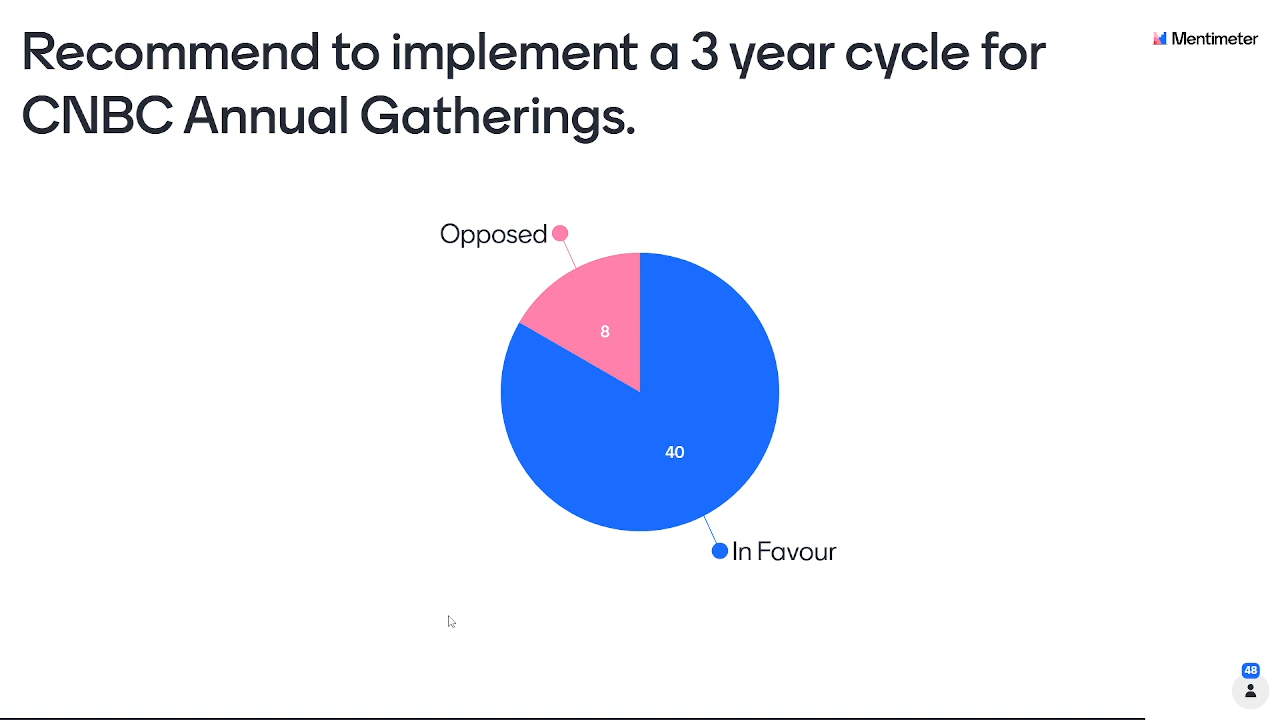 Recommend to implement a 3 year cycle for
CNBC Annual Gatherings.
Mentimeter
Opposed
8
40
In Favour
48